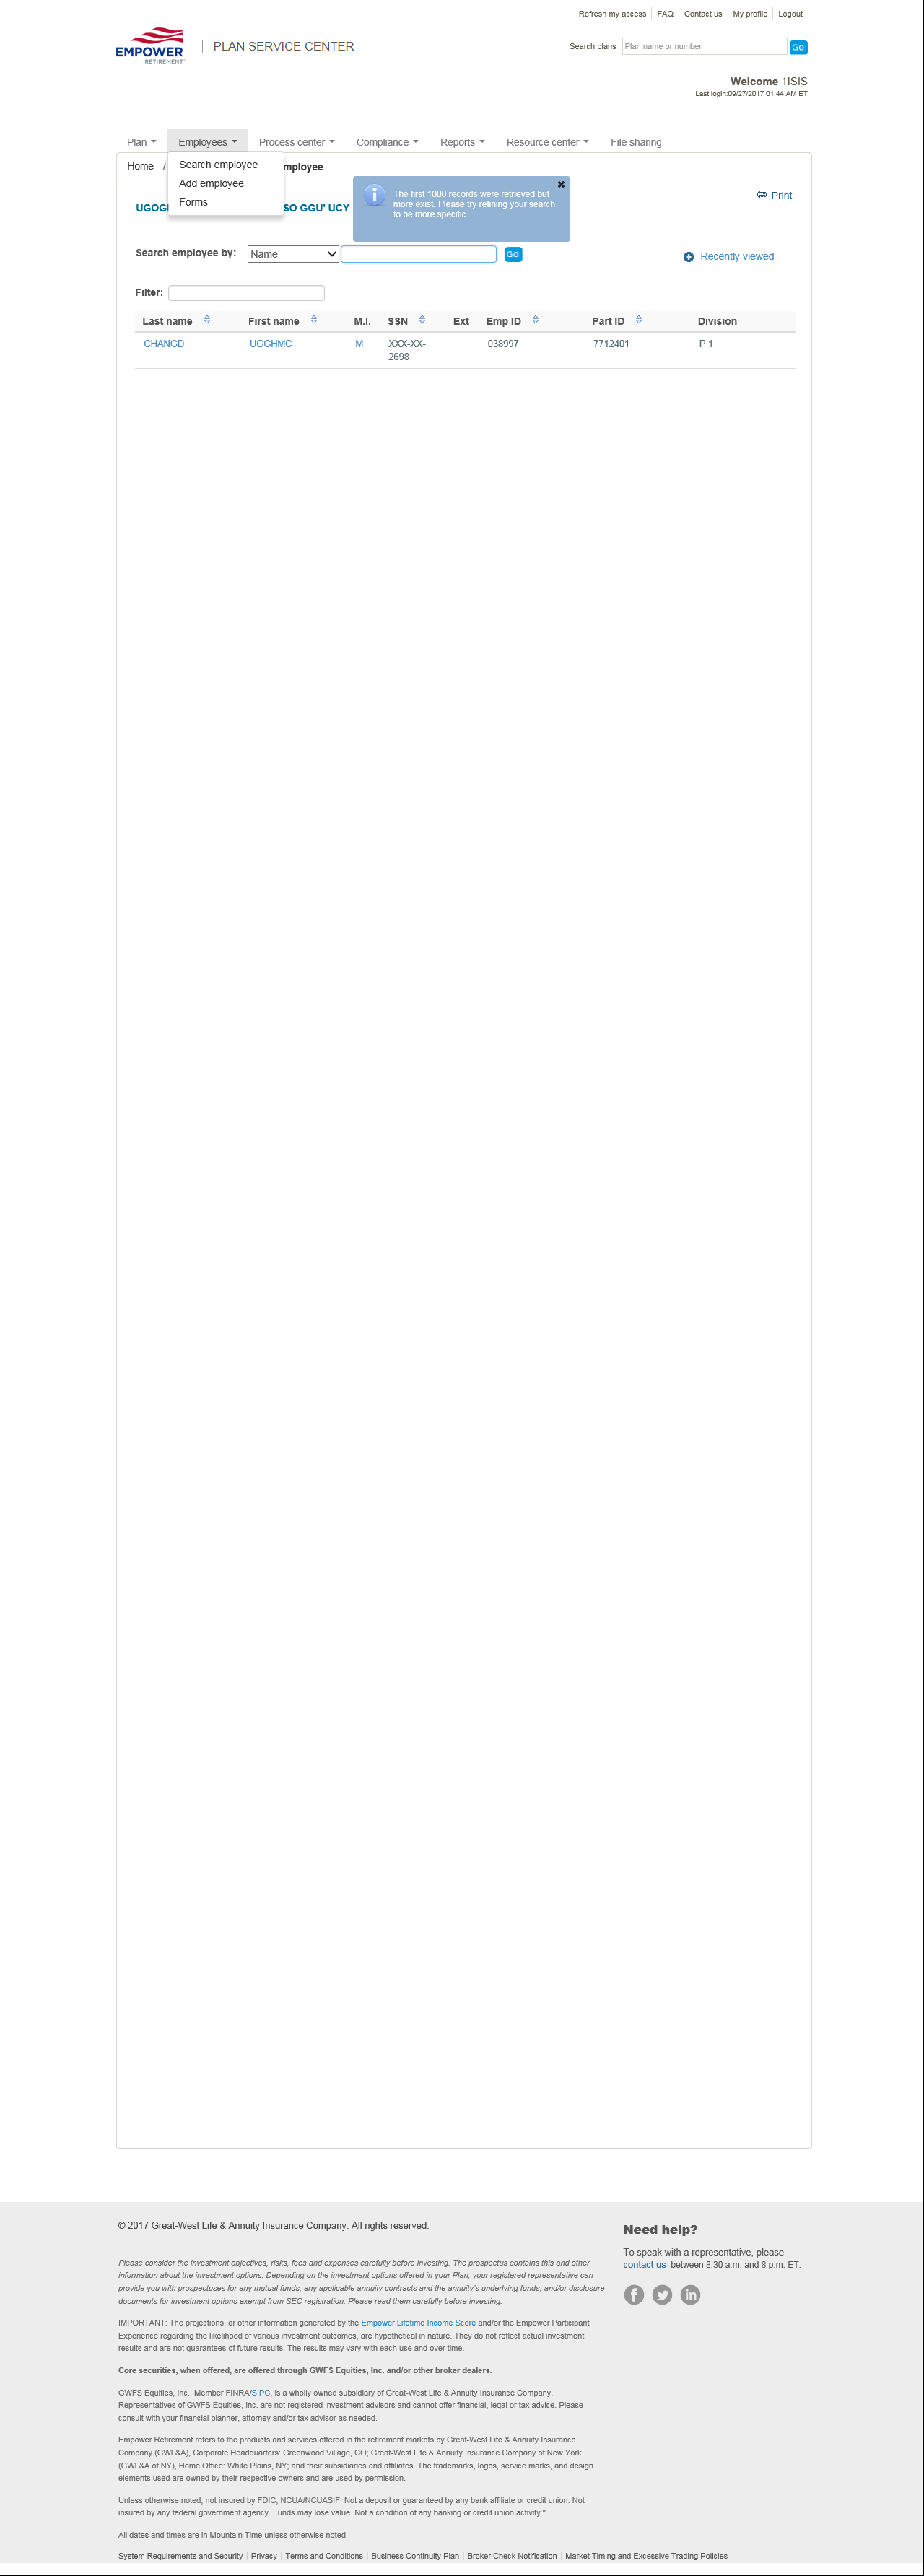 Refresh my access FAQ Contact us My profile Logout
EMPOWER
RETIREMENT
PLAN SERVICE CENTER
Search plans Plan name or number Go
Welcome 1ISIS
Last login:09/27/2017 01:44 AM ET
Plan Employees Process center Compliance Reports Resource center File sharing
Home / mployee
Search employee
Add employee
Forms
UGOG SO GGU' UCY
The first 1000 records were retrieved but
more exist. Please try refining your search
to be more specific.
Print
Search employee by: Name Go
Recently viewed
Filter:
Last name First name M.I. SSN Ext Emp ID Part ID Division
CHANGD UGGHMC M XXX-XX- 038997 7712401 P 1
2698
© 2017 Great-West Life & Annuity Insurance Company. All rights reserved.
Please consider the investment objectives, risks, fees and expenses carefully before investing. The prospectus contains this and other
information about the investment options. Depending on the investment options offered in your Plan, your registered representative can
provide you with prospectuses for any mutual funds; any applicable annuity contracts and the annuity's underlying funds; and/or disclosure
documents for investment options exempt from SEC registration. Please read them carefully before investing.
IMPORTANT: The projections, or other information generated by the Empower Lifetime Income Score and/or the Empower Participant
Experience regarding the likelihood of various investment outcomes, are hypothetical in nature. They do not reflect actual investment
results and are not guarantees of future results. The results may vary with each use and over time.
Core securities, when offered, are offered through GWFS Equities, Inc. and/or other broker dealers.
GWFS Equities, Inc., Member FINRA/SIPC, is a wholly owned subsidiary of Great-West Life & Annuity Insurance Company.
Representatives of GWFS Equities, Inc. are not registered investment advisors and cannot offer financial, legal or tax advice. Please
consult with your financial planner, attorney and/or tax advisor as needed.
Empower Retirement refers to the products and services offered in the retirement markets by Great-West Life & Annuity Insurance
Company (GWL&A), Corporate Headquarters: Greenwood Village, CO; Great-West Life & Annuity Insurance Company of New York
(GWL&A of NY), Home Office: White Plains, NY; and their subsidiaries and affiliates. The trademarks, logos, service marks, and design
elements used are owned by their respective owners and are used by permission.
Unless otherwise noted, not insured by FDIC, NCUA/NCUASIF. Not a deposit or guaranteed by any bank affiliate or credit union. Not
insured by any federal government agency. Funds may lose value. Not a condition of any banking or credit union activity."
All dates and times are in Mountain Time unless otherwise noted.
System Requirements and Security Privacy Terms and Conditions Business Continuity Plan Broker Check Notification Market Timing and Excessive Trading Policies
Need help?
To speak with a representative, please
contact us between 8:30 a.m. and 8 p.m. ET.